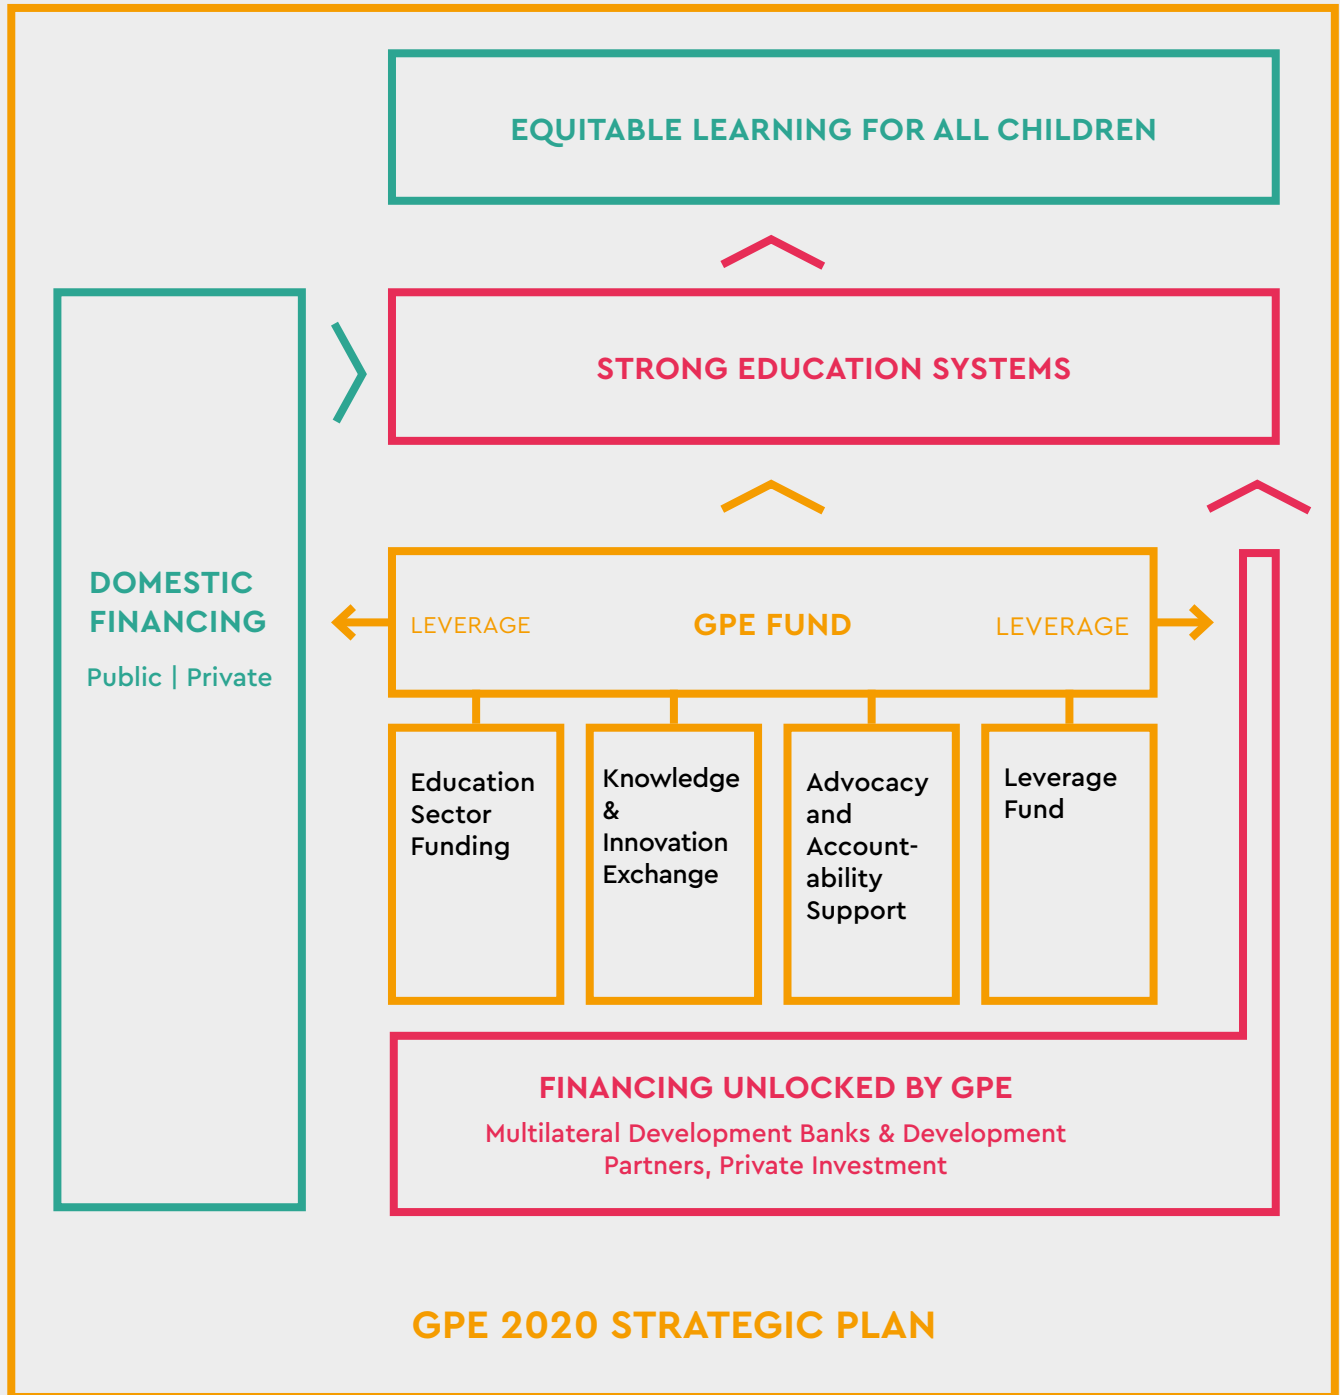 EQUITABLE LEARNING FOR ALL CHILDREN
STRONG EDUCATION SYSTEMS
DOMESTIC
FINANCING
Public | Private
LEVERAGE
GPE FUND
LEVERAGE
Education
Sector
Funding
Knowledge
&
Innovation
Exchange
Advocacy
and
Account-
ability
Support
Leverage
Fund
FINANCING UNLOCKED BY GPE
Multilateral Development Banks & Development
Partners, Private Investment
GPE 2020 STRATEGIC PLAN